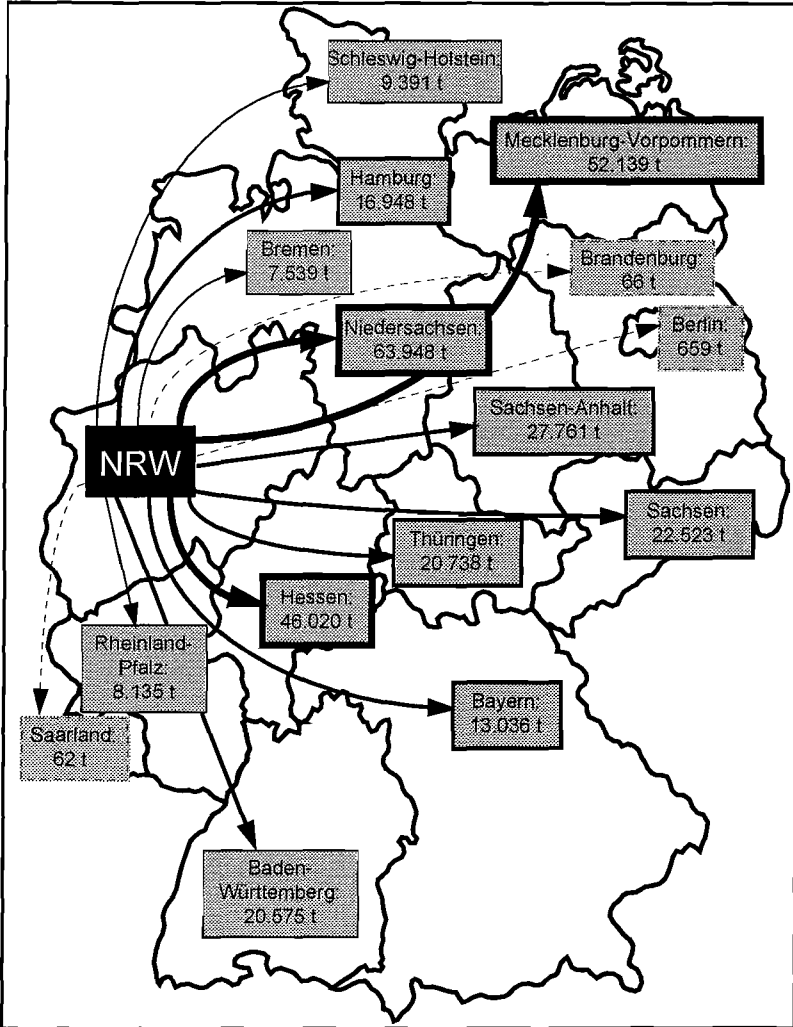 Schleswig-Holstein:
9.391 t
Mecklenburg-Vorpommern:
52.139 t
Hamburg:
16.948 t
Bremen:
7.539 t
Brandenburg:
66 t
Niedersachsen:
63.948 t
Berlin:
659 t
Sachsen-Anhalt:
27.761 t
NRW
Sachsen:
22.523 t
Thüringen:
20.738 t
Hessen:
46.020 t
Rheinland-
Pfalz:
8.135 t
Bayern:
13.036 t
Saarland:
62 t
Baden-
Württemberg:
20.575 t